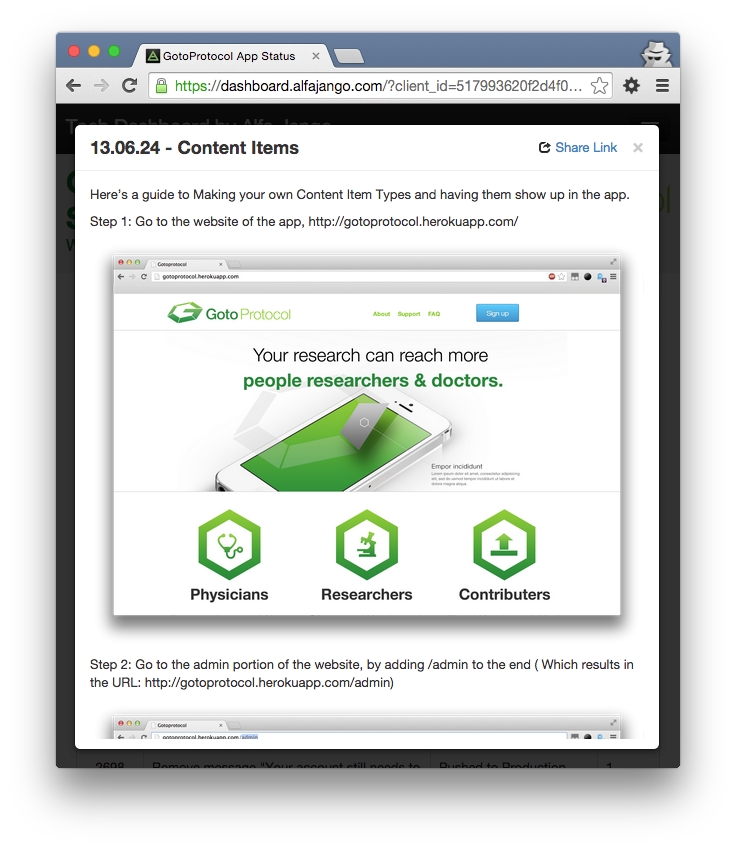 GotoProtocol App Status
https://dashboard.alfajango.com/?client_id=517993620f2d4f0...
Tech Dashboard by Alfa Jango
13.06.24 - Content Items
Share Link
Here's a guide to Making your own Content Item Types and having them show up in the app.
Step 1: Go to the website of the app, http://gotoprotocol.herokuapp.com/
Gotoprotocol
gotoprotocol.herokuapp.com
Goto Protocol
About Support FAQ
Sign up
Your research can reach more
people researchers & doctors.
Empor incididunt
Lorem ipsum dolor sit amet, consectetur adipisicing
elit, sed do eiusmod tempor incididunt ut labore et
dolore magna aliqua.
Physicians
Researchers
Contributers
Step 2: Go to the admin portion of the website, by adding /admin to the end ( Which results in
the URL: http://gotoprotocol.herokuapp.com/admin)
Gotoprotocol
gotoprotocol.herokuapp.com/admin
2698 Remove message "Your account still needs to Pushed to Production 1